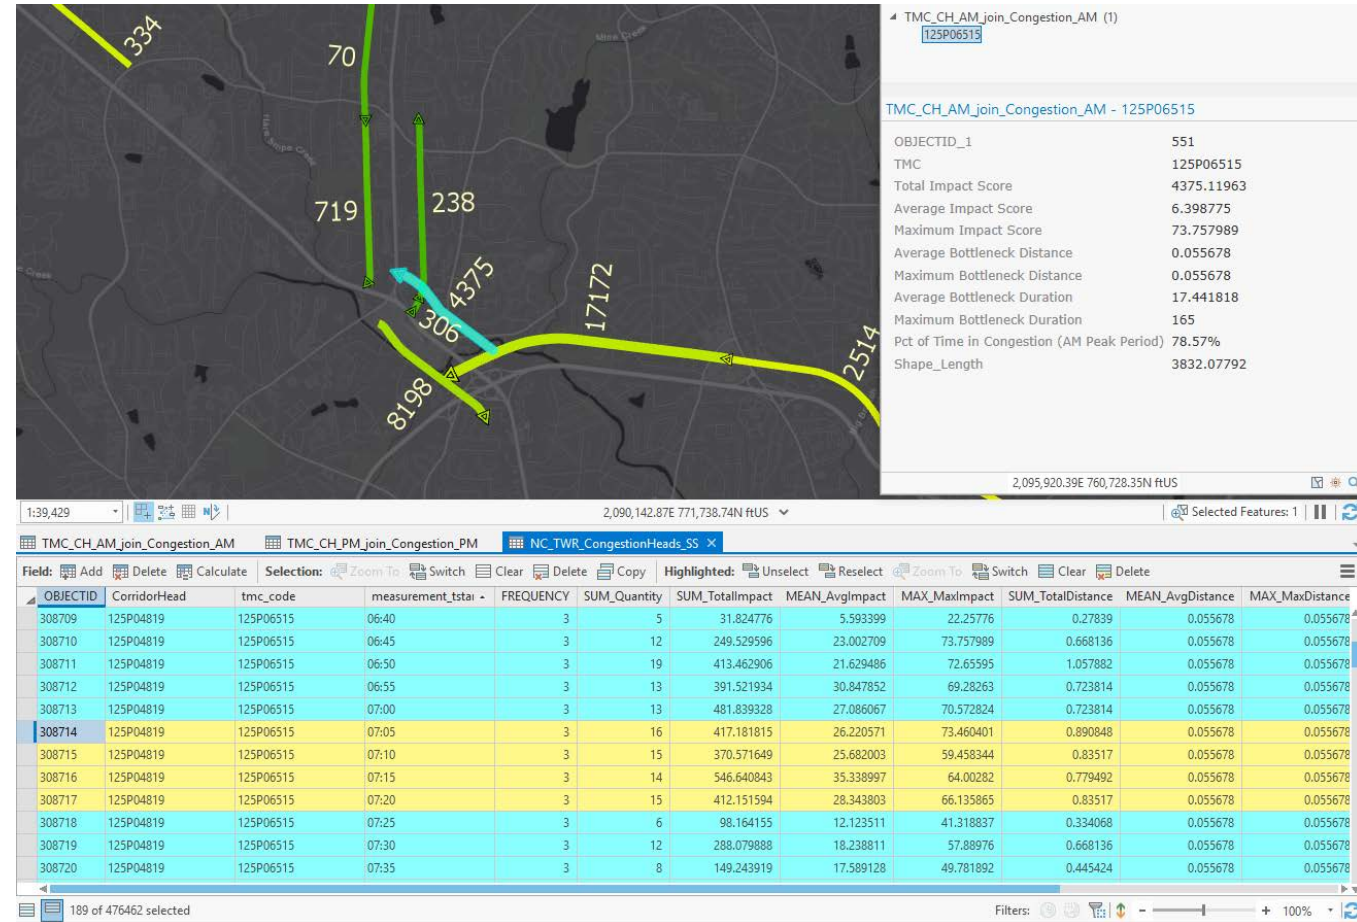 334
70
719
238
4375
306
17172
2514
8198
TMC_CH_AM_join_Congestion_AM (1)
125P06515
TMC_CH_AM_join_Congestion_AM - 125P06515
OBJECTID_1 551
TMC 125P06515
Total Impact Score 4375.11963
Average Impact Score 6.398775
Maximum Impact Score 73.757989
Average Bottleneck Distance 0.055678
Maximum Bottleneck Distance 0.055678
Average Bottleneck Duration 17.441818
Maximum Bottleneck Duration 165
Pct of Time in Congestion (AM Peak Period) 78.57%
Shape_Length 3832.07792
2,095,920.39E 760,728.35N ftUS
1:39,429 2,090,142.87E 771,738.74N ftUS Selected Features: 1
TMC_CH_AM_join_Congestion_AM TMC_CH_PM_join_Congestion_PM NC_TWR_CongestionHeads_SS
Field: Add Delete Calculate Selection: Zoom To Switch Clear Delete Copy Highlighted: Unselect Reselect Zoom To Switch Clear Delete
OBJECTID CorridorHead tmc_code measurement_tstar FREQUENCY SUM_Quantity SUM_TotalImpact MEAN_AvgImpact MAX_MaxImpact SUM_TotalDistance MEAN_AvgDistance MAX_MaxDistance
308709 125P04819 125P06515 06:40 3 5 31.824776 5.593399 22.25776 0.27839 0.055678 0.055678
308710 125P04819 125P06515 06:45 3 12 249.529596 23.002709 73.757989 0.668136 0.055678 0.055678
308711 125P04819 125P06515 06:50 3 19 413.462906 21.629486 72.65595 1.057882 0.055678 0.055678
308712 125P04819 125P06515 06:55 3 13 391.521934 30.847852 69.28263 0.723814 0.055678 0.055678
308713 125P04819 125P06515 07:00 3 13 481.839328 27.086067 70.572824 0.723814 0.055678 0.055678
308714 125P04819 125P06515 07:05 3 16 417.181815 26.220571 73.460401 0.890848 0.055678 0.055678
308715 125P04819 125P06515 07:10 3 15 370.571649 25.682003 59.458344 0.83517 0.055678 0.055678
308716 125P04819 125P06515 07:15 3 14 546.640843 35.338997 64.00282 0.779492 0.055678 0.055678
308717 125P04819 125P06515 07:20 3 15 412.151594 28.343803 66.135865 0.83517 0.055678 0.055678
308718 125P04819 125P06515 07:25 3 6 98.164155 12.123511 41.318837 0.334068 0.055678 0.055678
308719 125P04819 125P06515 07:30 3 12 288.079888 18.238811 57.88976 0.668136 0.055678 0.055678
308720 125P04819 125P06515 07:35 3 8 149.243919 17.589128 49.781892 0.445424 0.055678 0.055678
189 of 476462 selected Filters: - + 100%